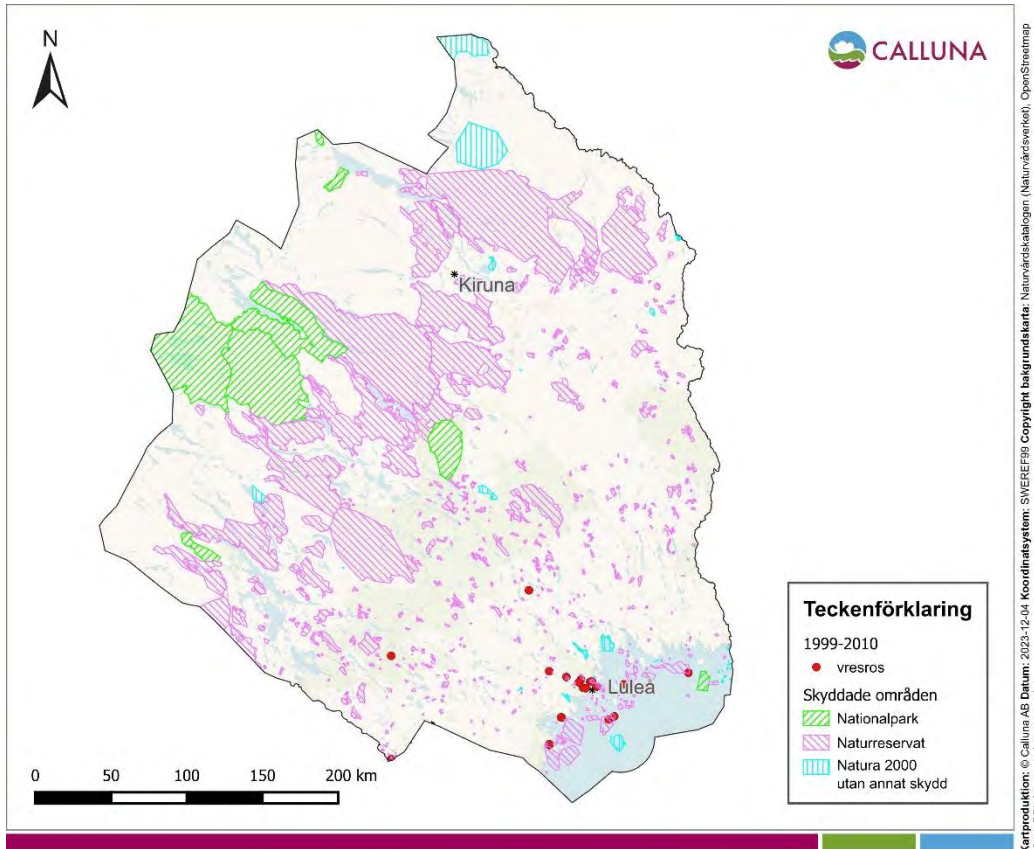 N
CALLUNA
Kiruna
Luleå
0 50 100 150 200 km
Teckenförklaring
1999-2010
vresros
Skyddade områden
Nationalpark
Naturreservat
Natura 2000
utan annat skydd
Kartproduktion: © Calluna AB Datum: 2023-12-04 Koordinatsystem: SWEREF99 Copyright bakgrundskarta: Naturvårdskatalogen (Naturvårdsverket), OpenStreetmap